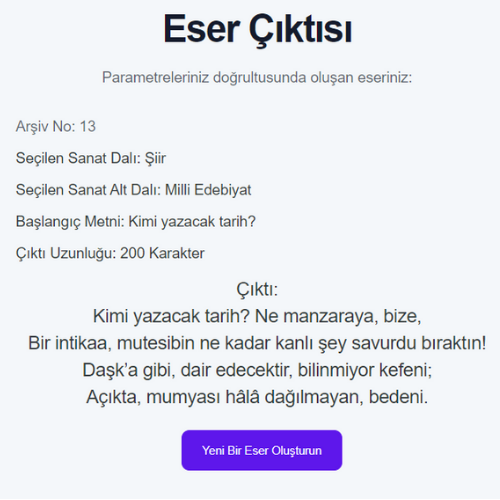 Eser Çıktısı
Parametreleriniz doğrultusunda oluşan eseriniz:
Arşiv No: 13
Seçilen Sanat Dalı: Şiir
Seçilen Sanat Alt Dalı: Milli Edebiyat
Başlangıç Metni: Kimi yazacak tarih?
Çıktı Uzunluğu: 200 Karakter
Çıktı:
Kimi yazacak tarih? Ne manzaraya, bize,
Bir intikaa, mutesibin ne kadar kanlı şey savurdu bıraktın!
Daşk’a gibi, dair edecektir, bilinmiyor kefeni;
Açıkta, mumyası hâlâ dağılmayan, bedeni.
Yeni Bir Eser Oluşturun